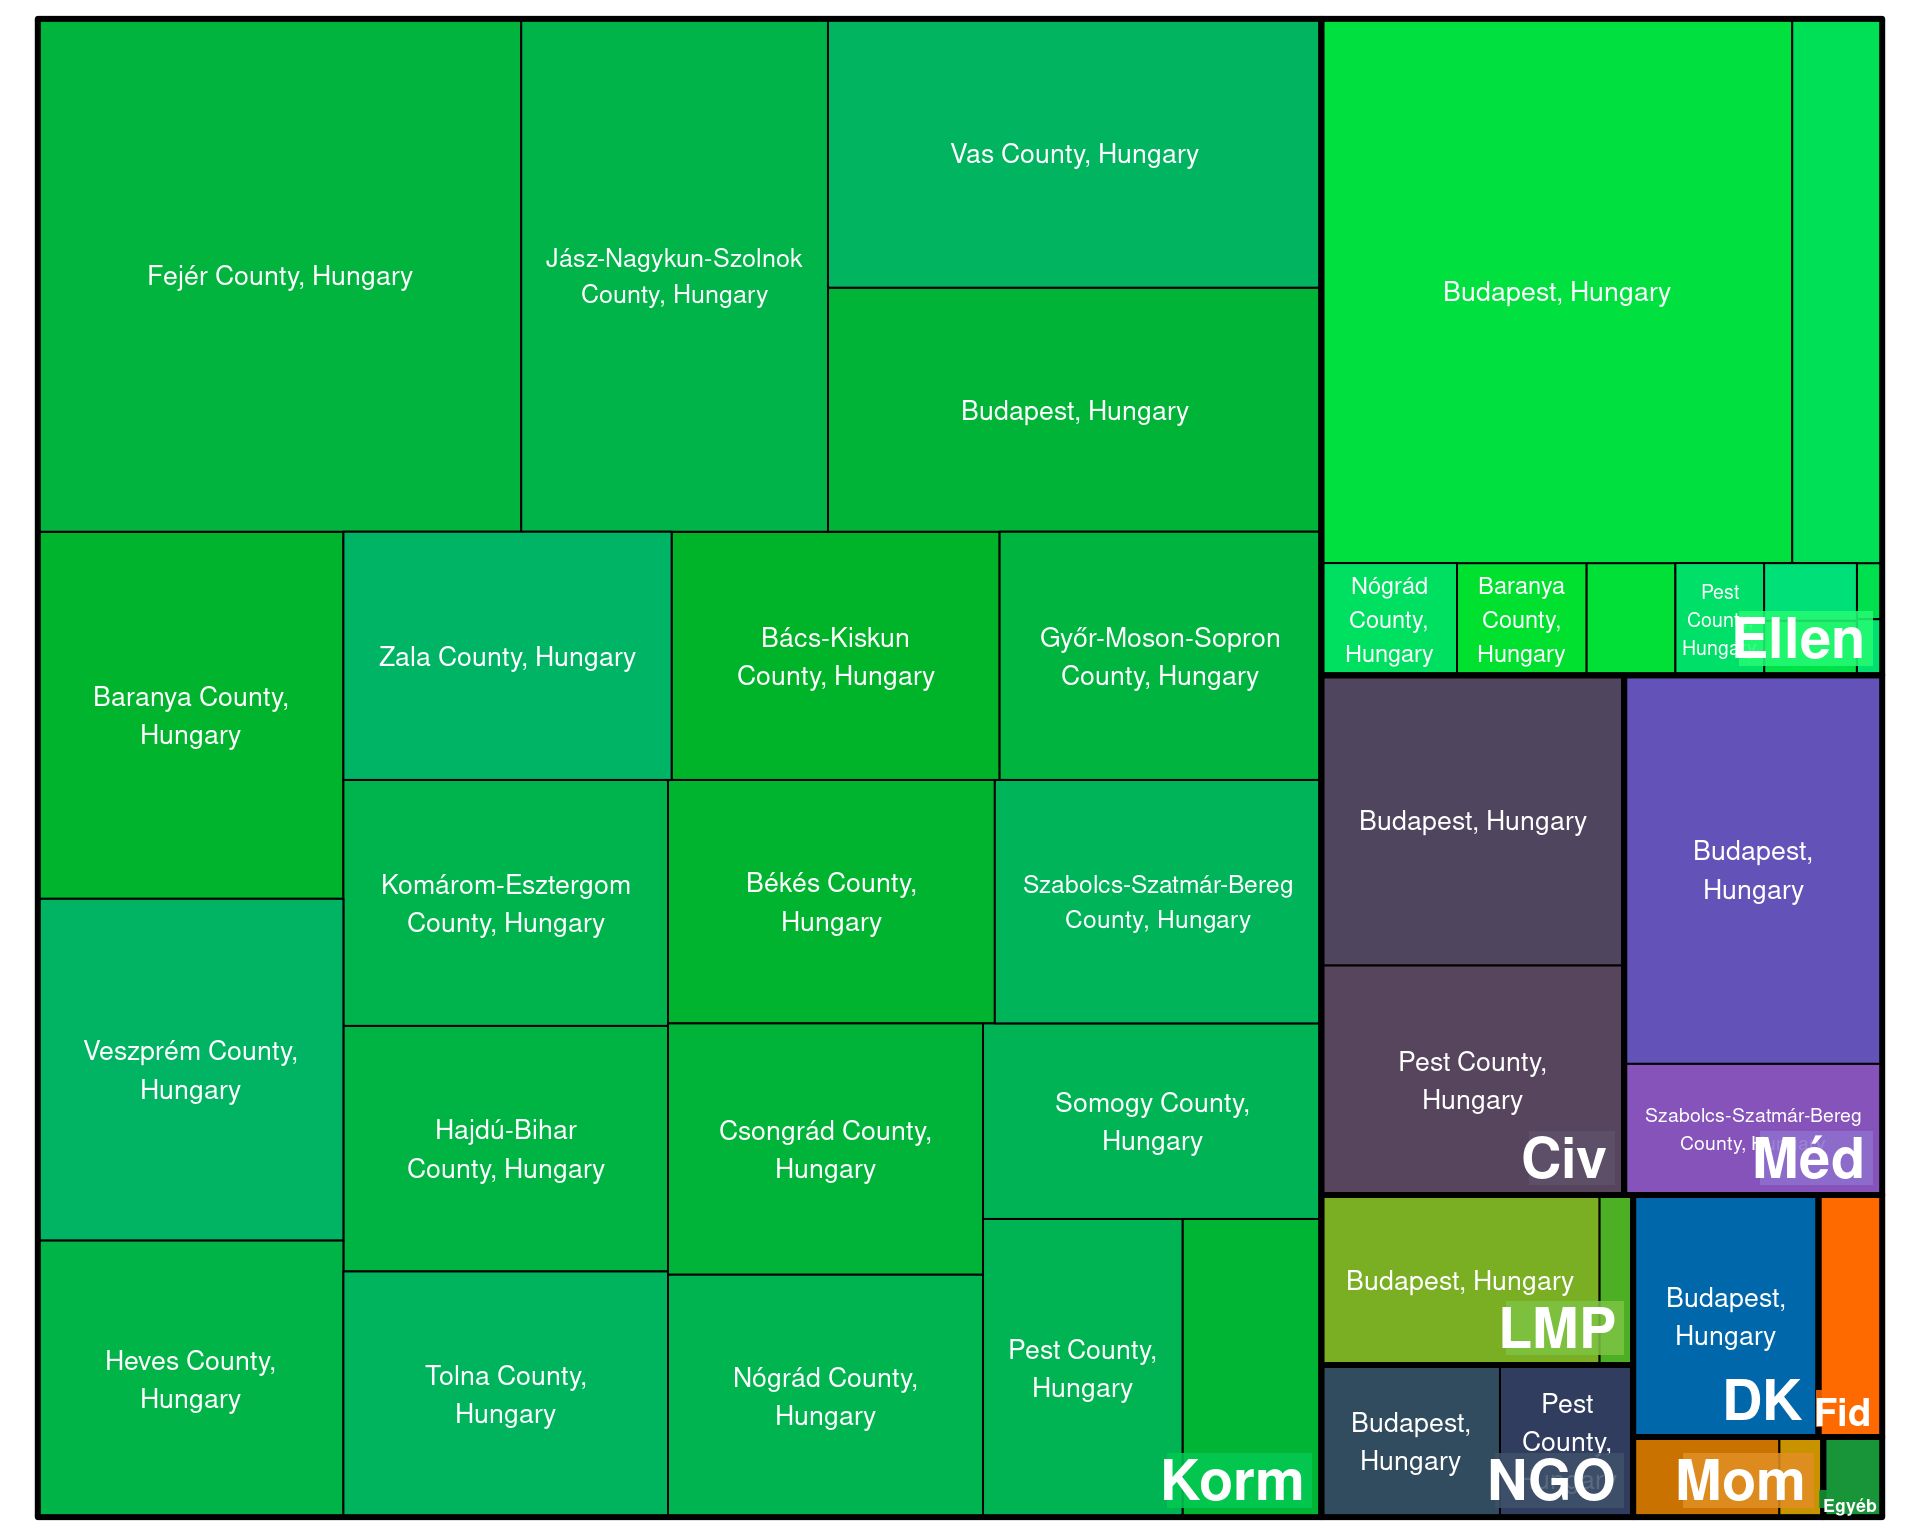 Fejér County, Hungary
Jász-Nagykun-Szolnok
County, Hungary
Vas County, Hungary
Budapest, Hungary
Baranya County,
Hungary
Zala County, Hungary
Bács-Kiskun
County, Hungary
Győr-Moson-Sopron
County, Hungary
Komárom-Esztergom
County, Hungary
Békés County,
Hungary
Szabolcs-Szatmár-Bereg
County, Hungary
Veszprém County,
Hungary
Hajdú-Bihar
County, Hungary
Csongrád County,
Hungary
Somogy County,
Hungary
Heves County,
Hungary
Tolna County,
Hungary
Nógrád County,
Hungary
Pest County,
Hungary
Korm
Budapest, Hungary
Nógrád
County,
Hungary
Baranya
County,
Hungary
Pest
County,
Hungary
Ellen
Budapest, Hungary
Pest County,
Hungary
Civ
Budapest,
Hungary
Szabolcs-Szatmár-Bereg
County, Hungary
Méd
Budapest, Hungary
LMP
Budapest,
Hungary
DK
Fid
Budapest,
Hungary
Pest
County,
Hungary
NGO
Mom
Egyéb